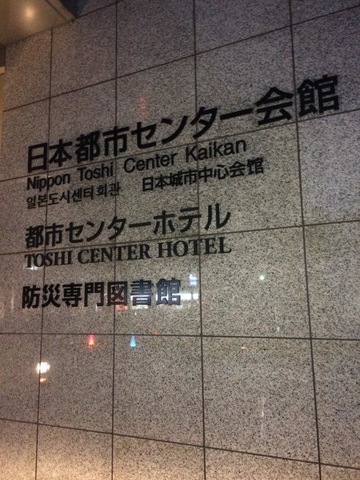 日本都市センター会館
Nippon Toshi Center Kaikan
일본도시센터회관 日本城市中心会馆
都市センターホテル
TOSHI CENTER HOTEL
防災専門図書館